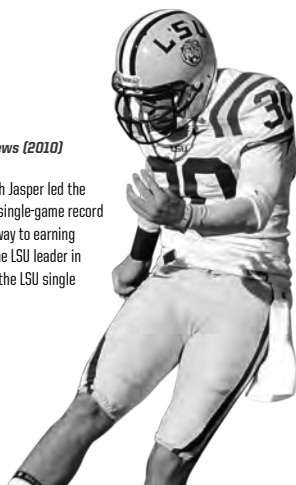 LSU
30
LSU
30
ews (2010)
h Jasper led the
single-game record
way to earning
e LSU leader in
the LSU single